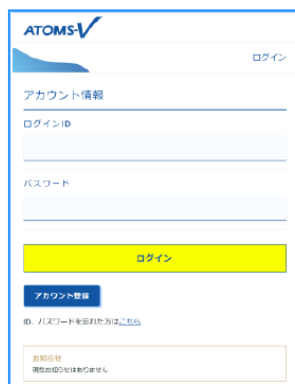 ATOMS-V
ログイン
アカウント情報
ログインID
パスワード
ログイン
アカウント登録
ID、パスワードを忘れた方はこちら
お知らせ
現在お知らせはありません